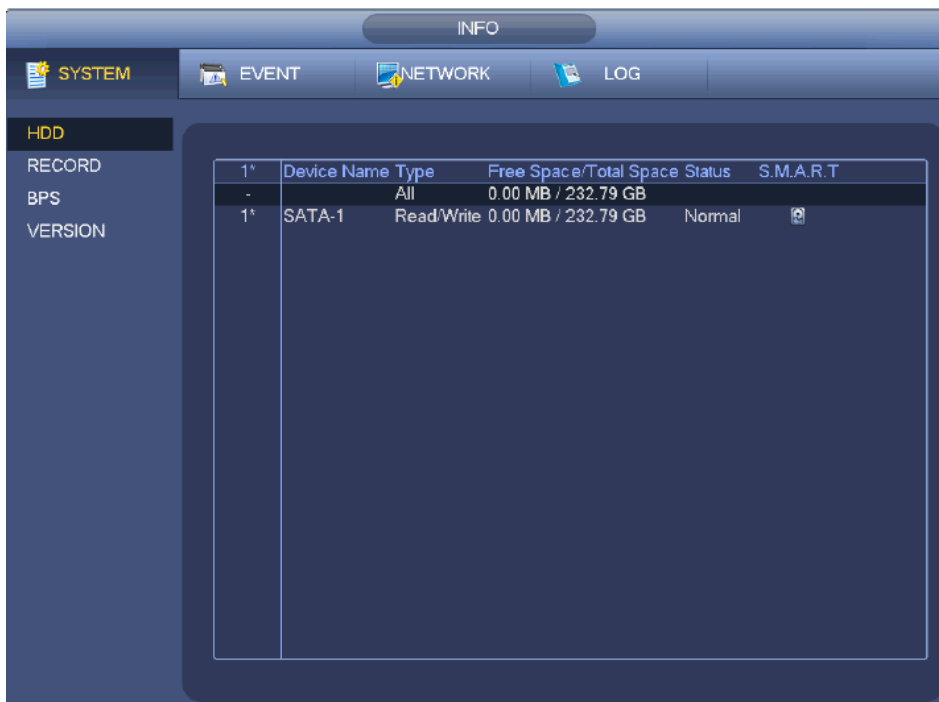 INFO
SYSTEM EVENT NETWORK LOG
HDD
RECORD
BPS
VERSION
1* Device Name Type Free Space/Total Space Status S.M.A.R.T
- All 0.00 MB / 232.79 GB
1* SATA-1 Read/Write 0.00 MB / 232.79 GB Normal